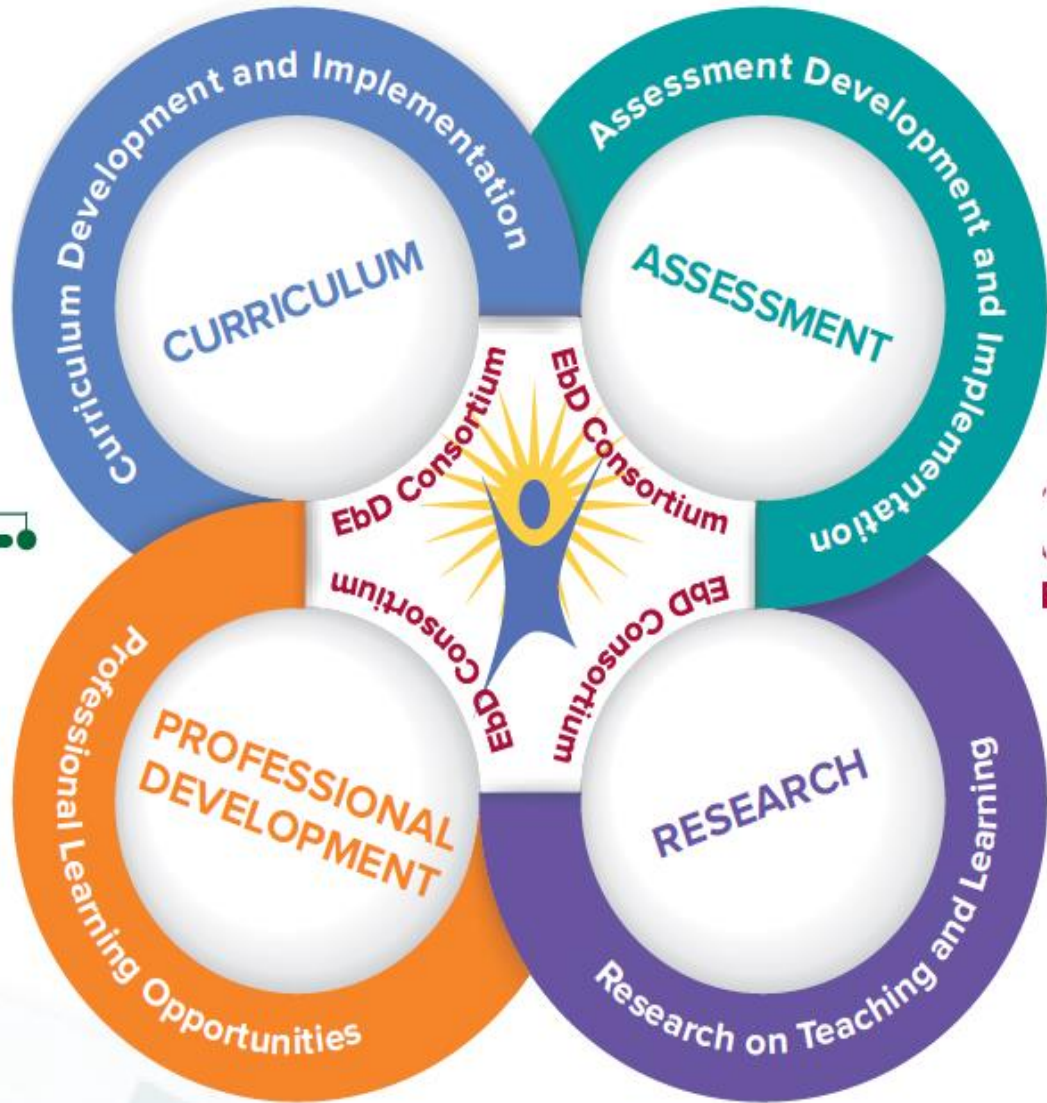 Curriculum Development and Implementation
CURRICULUM
Assessment Development and Implementation
ASSESSMENT
EbD Consortium
EbD Consortium
EbD Consortium
EbD Consortium
Professional Learning Opportunities
PROFESSIONAL
DEVELOPMENT
RESEARCH
Research on Teaching and Learning